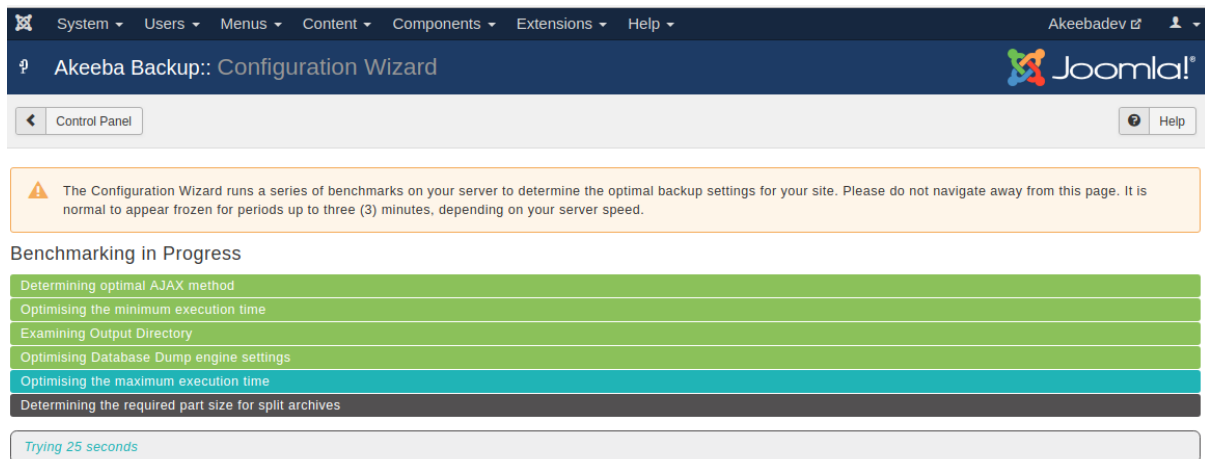 System Users Menus Content Components Extensions Help Akeebadev
Akeeba Backup:: Configuration Wizard Joomla!®
Control Panel Help
The Configuration Wizard runs a series of benchmarks on your server to determine the optimal backup settings for your site. Please do not navigate away from this page. It is
normal to appear frozen for periods up to three (3) minutes, depending on your server speed.
Benchmarking in Progress
Determining optimal AJAX method
Optimising the minimum execution time
Examining Output Directory
Optimising Database Dump engine settings
Optimising the maximum execution time
Determining the required part size for split archives
Trying 25 seconds